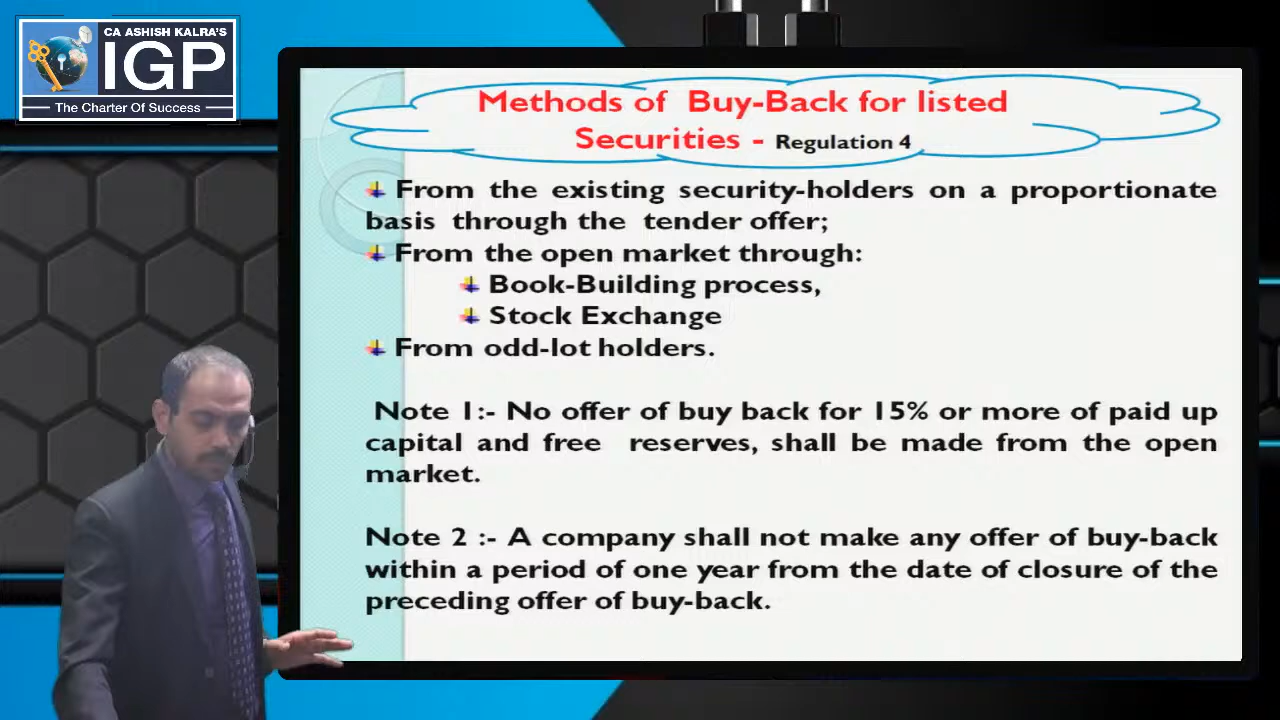 CA ASHISH KALRA'S
IGP
The Charter Of Success
Methods of Buy-Back for listed
Securities - Regulation 4
From the existing security-holders on a proportionate
basis through the tender offer;
From the open market through:
Book-Building process,
Stock Exchange
From odd-lot holders.
Note 1:- No offer of buy back for 15% or more of paid up
capital and free reserves, shall be made from the open
market.
Note 2 :- A company shall not make any offer of buy-back
within a period of one year from the date of closure of the
preceding offer of buy-back.